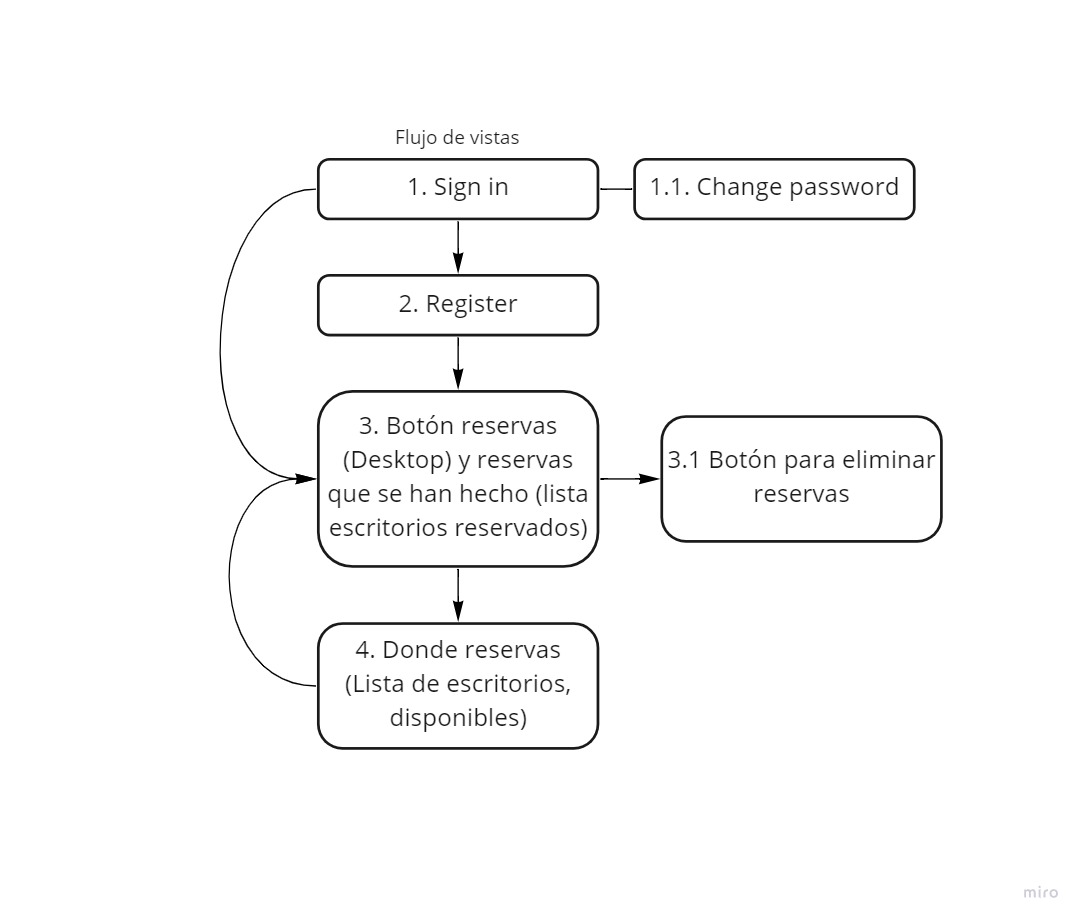 Flujo de vistas
1. Sign in
1.1. Change password
2. Register
3. Botón reservas
(Desktop) y reservas
que se han hecho (lista
escritorios reservados)
3.1 Botón para eliminar
reservas
4. Donde reservas
(Lista de escritorios,
disponibles)
miro